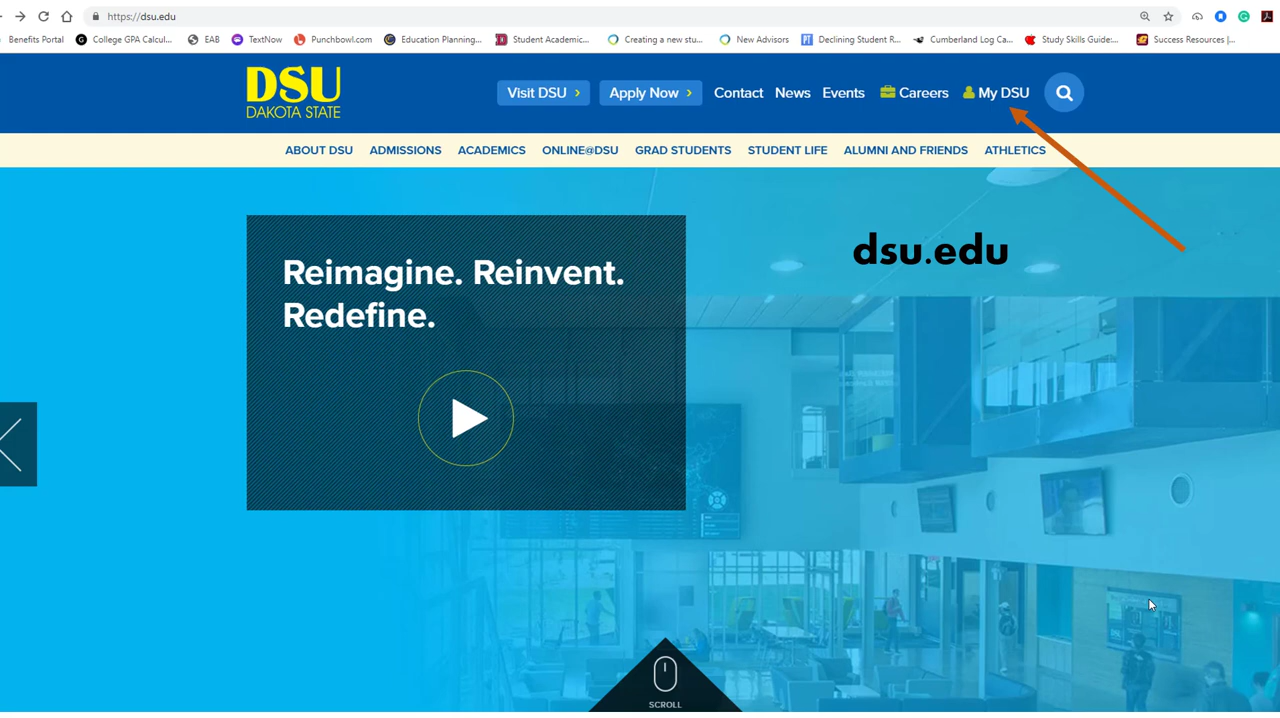 https://dsu.edu
Benefits Portal
College GPA Calcul...
EAB
TextNow
Punchbowl.com
Education Planning...
Student Academic...
Creating a new stu...
New Advisors
Declining Student R...
Cumberland Log Ca...
Study Skills Guide:...
Success Resources |...
DSU
DAKOTA STATE
Visit DSU
Apply Now
Contact
News
Events
Careers
My DSU
ABOUT DSU
ADMISSIONS
ACADEMICS
ONLINE@DSU
GRAD STUDENTS
STUDENT LIFE
ALUMNI AND FRIENDS
ATHLETICS
dsu.edu
Reimagine. Reinvent.
Redefine.
SCROLL